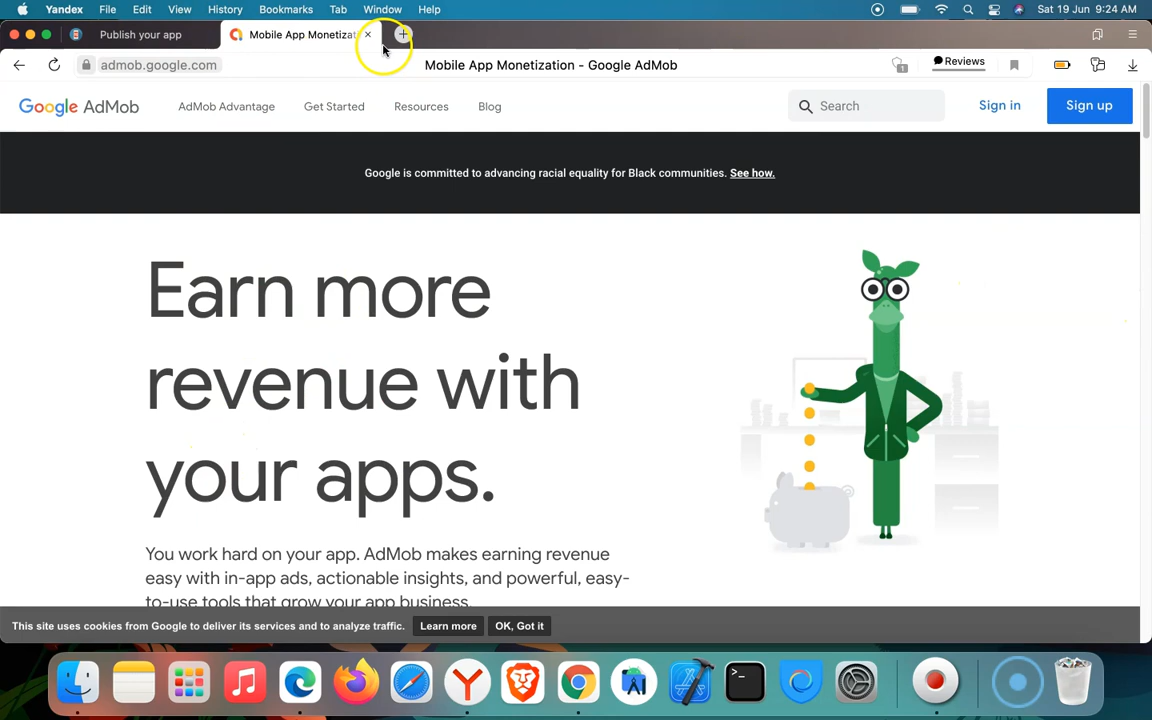 Yandex File Edit View History Bookmarks Tab Window Help Sat 19 Jun 9:24 AM
Publish your app Mobile App Monetizat
admob.google.com Mobile App Monetization - Google AdMob 1 Reviews
Google AdMob AdMob Advantage Get Started Resources Blog Search Sign in Sign up
Google is committed to advancing racial equality for Black communities. See how.
Earn more
revenue with
your apps.
You work hard on your app. AdMob makes earning revenue
easy with in-app ads, actionable insights, and powerful, easy-
to-use tools that grow your app business.
This site uses cookies from Google to deliver its services and to analyze traffic. Learn more OK, Got it